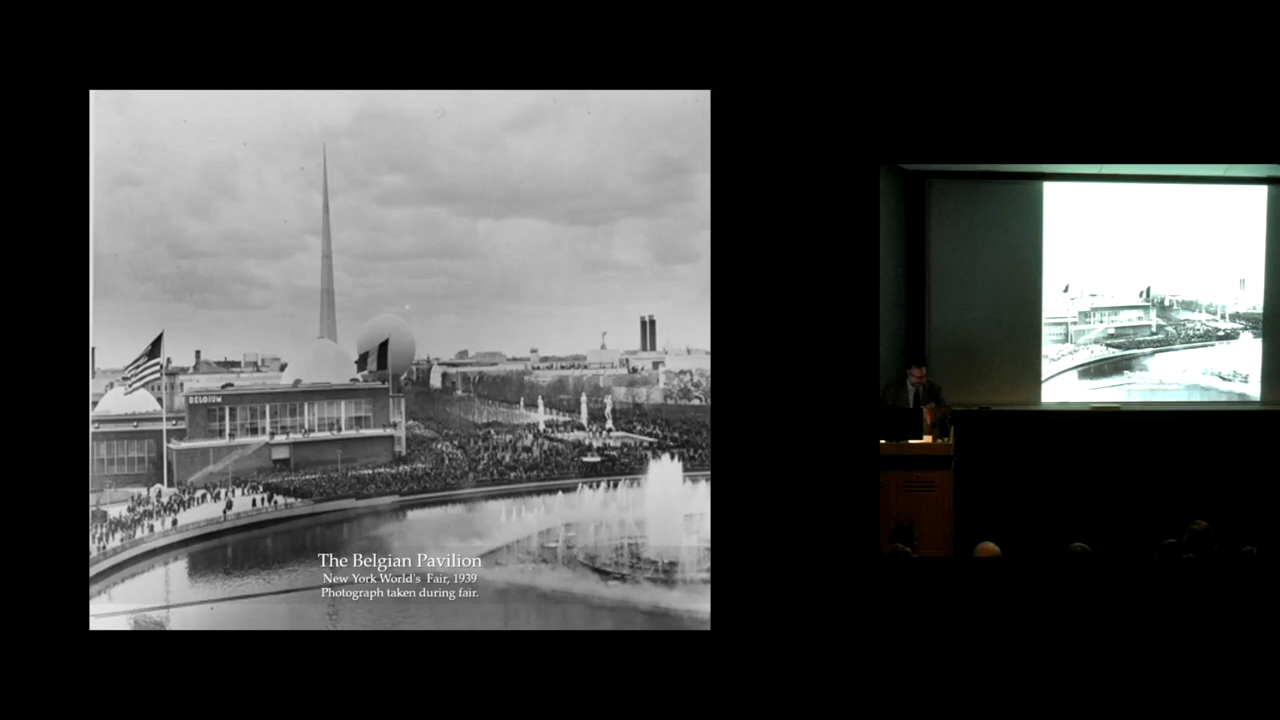 BELGIUM
The Belgian Pavilion
New York World's Fair, 1939
Photograph taken during fair.